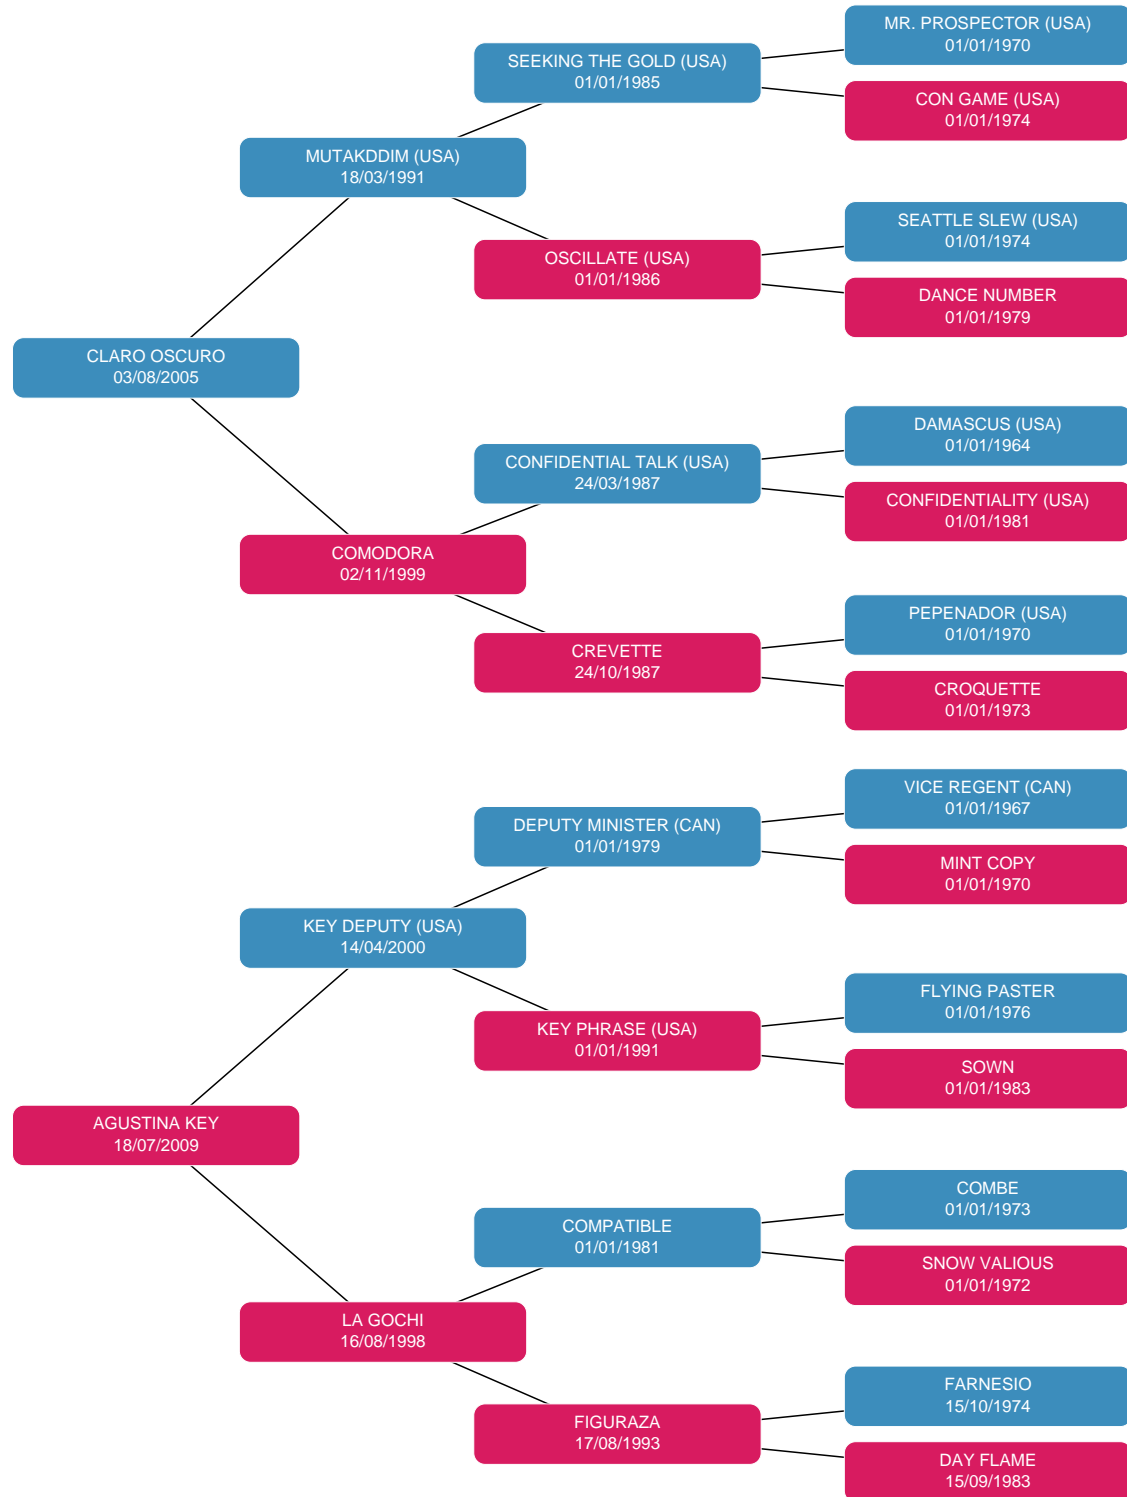 MR. PROSPECTOR (USA)
01/01/1970
SEEKING THE GOLD (USA)
01/01/1985
CON GAME (USA)
01/01/1974
MUTAKDDIM (USA)
18/03/1991
SEATTLE SLEW (USA)
01/01/1974
OSCILLATE (USA)
01/01/1986
DANCE NUMBER
01/01/1979
CLARO OSCURO
03/08/2005
DAMASCUS (USA)
01/01/1964
CONFIDENTIAL TALK (USA)
24/03/1987
CONFIDENTIALITY (USA)
01/01/1981
COMODORA
02/11/1999
PEPENADOR (USA)
01/01/1970
CREVETTE
24/10/1987
CROQUETTE
01/01/1973
VICE REGENT (CAN)
01/01/1967
DEPUTY MINISTER (CAN)
01/01/1979
MINT COPY
01/01/1970
KEY DEPUTY (USA)
14/04/2000
FLYING PASTER
01/01/1976
KEY PHRASE (USA)
01/01/1991
SOWN
01/01/1983
AGUSTINA KEY
18/07/2009
COMBE
01/01/1973
COMPATIBLE
01/01/1981
SNOW VALIOUS
01/01/1972
LA GOCHI
16/08/1998
FARNESIO
15/10/1974
FIGURAZA
17/08/1993
DAY FLAME
15/09/1983